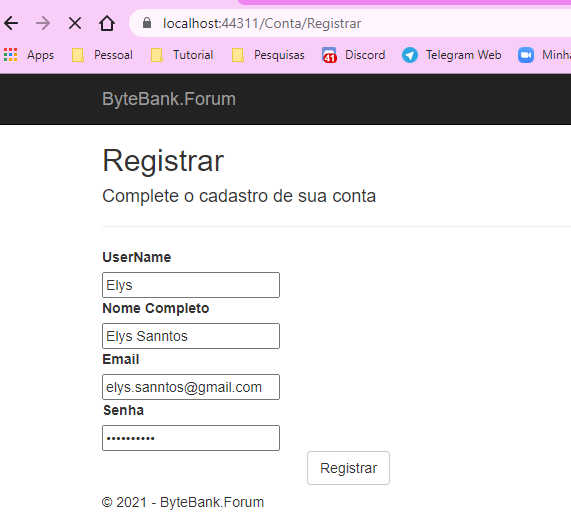 localhost:44311/Conta/Registrar
Apps Pessoal Tutorial Pesquisas 41 Discord Telegram Web Minha
ByteBank.Forum
Registrar
Complete o cadastro de sua conta
UserName
Elys
Nome Completo
Elys Sanntos
Email
elys.sanntos@gmail.com
Senha
••••••••••
Registrar
© 2021 - ByteBank.Forum